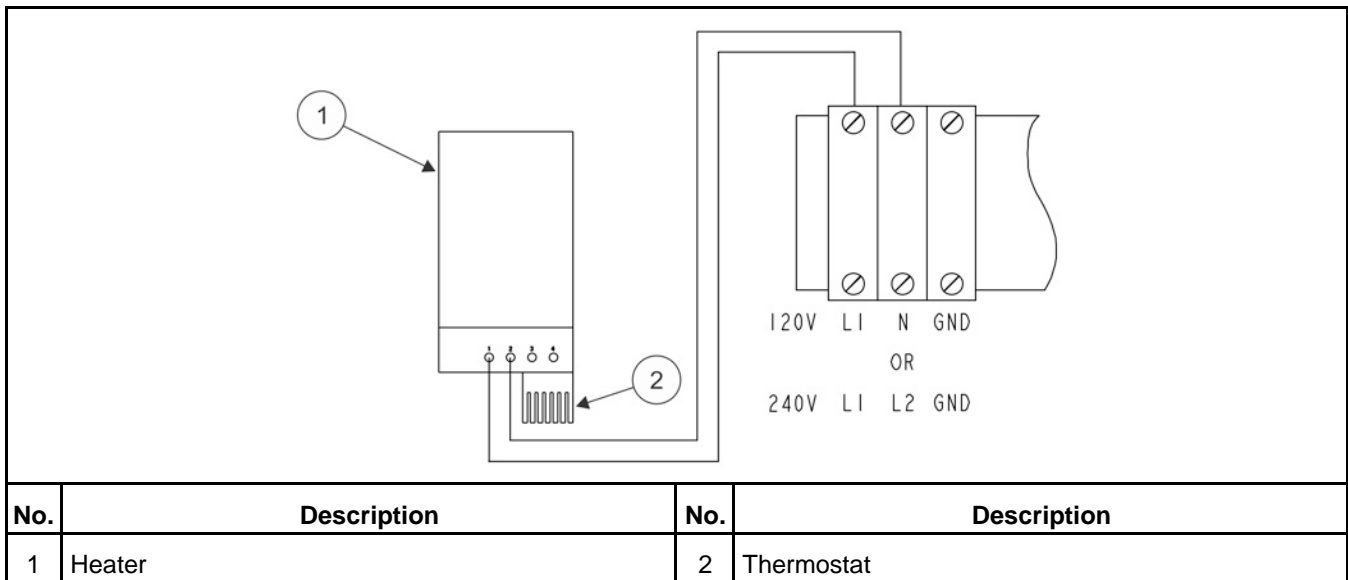 1
1 2 3 4
2
120V L1 N GND
OR
240V L1 L2 GND
No. Description No. Description
1 Heater 2 Thermostat